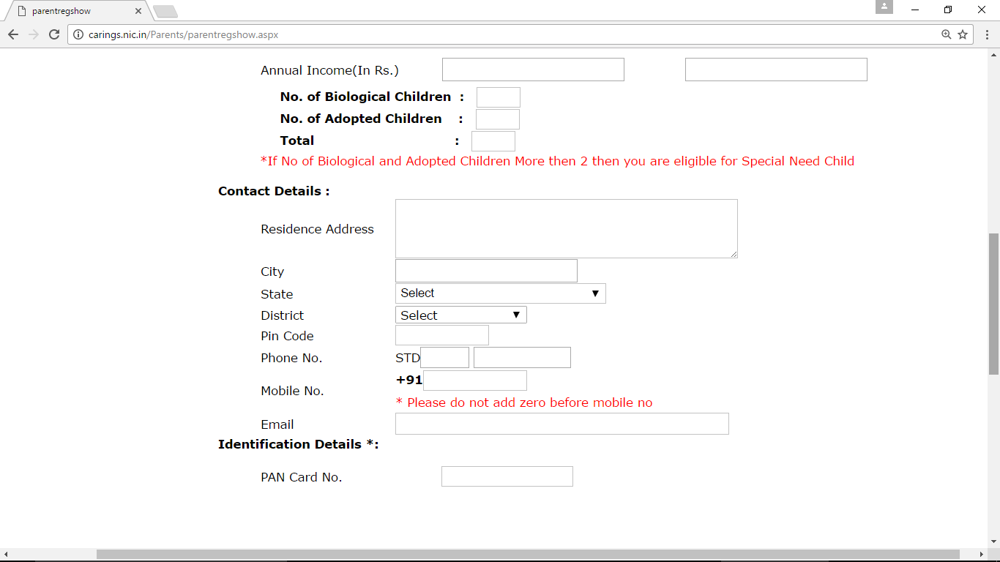 parentregshow
carings.nic.in/Parents/parentregshow.aspx
Annual Income(In Rs.)
No. of Biological Children :
No. of Adopted Children :
Total :
*If No of Biological and Adopted Children More then 2 then you are eligible for Special Need Child
Contact Details :
Residence Address
City
State Select
District Select
Pin Code
Phone No. STD
+91
Mobile No.
* Please do not add zero before mobile no
Email
Identification Details *:
PAN Card No.